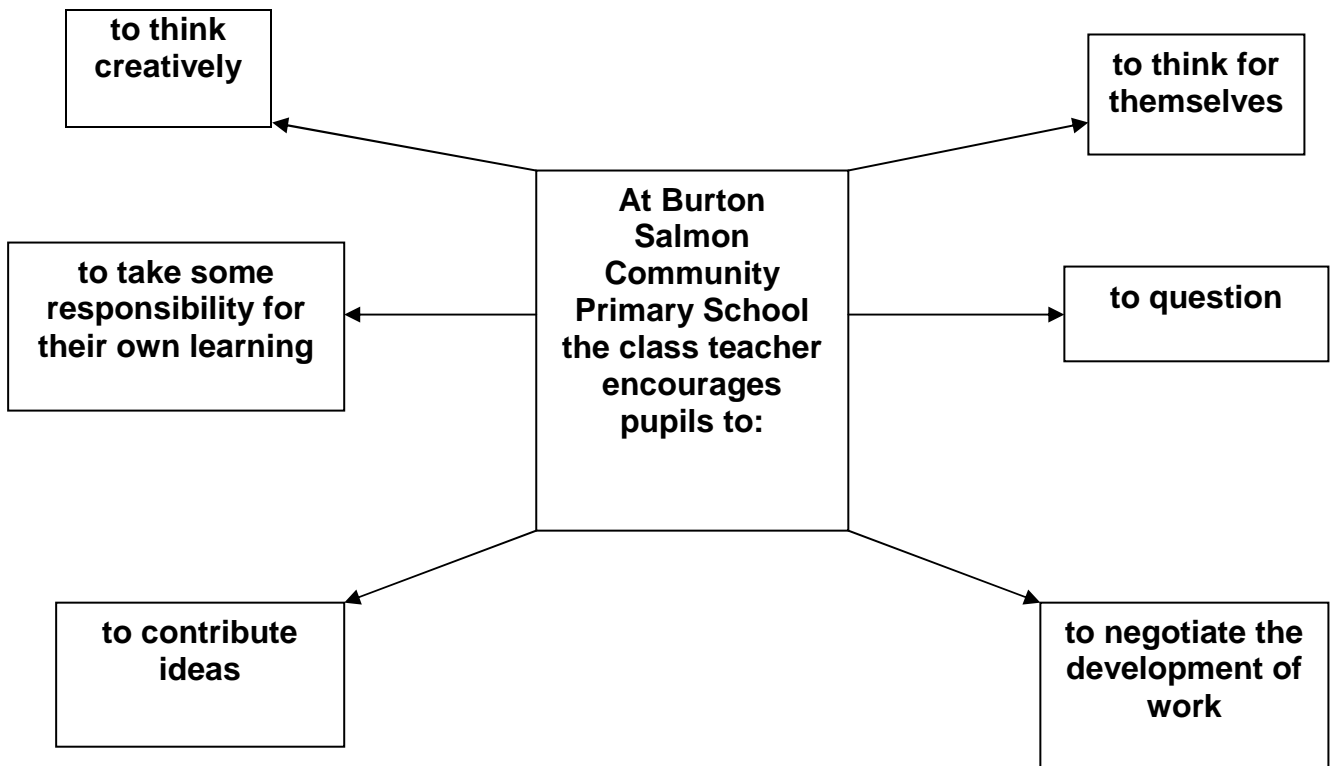 to think
creatively
to think for
themselves
At Burton
Salmon
Community
Primary School
the class teacher
encourages
pupils to:
to take some
responsibility for
their own learning
to question
to contribute
ideas
to negotiate the
development of
work